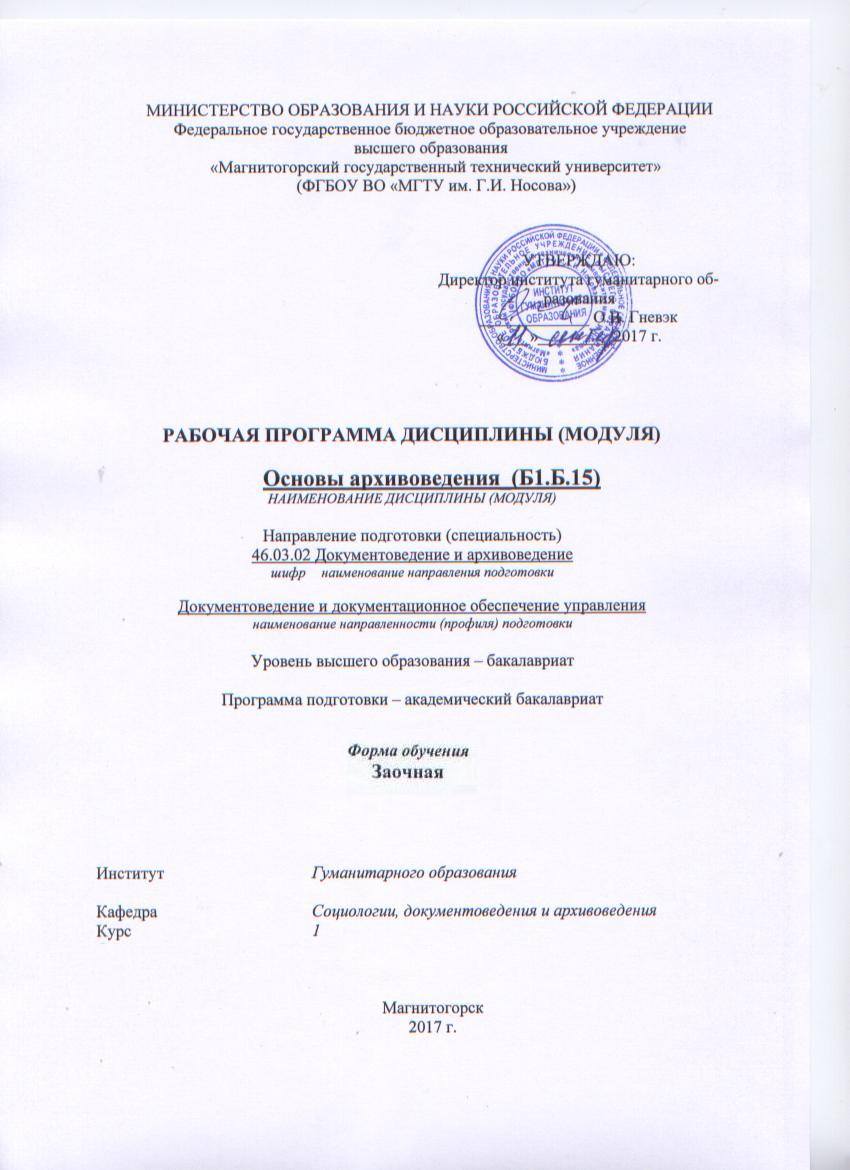 МИНИСТЕРСТВО ОБРАЗОВАНИЯ И НАУКИ РОССИЙСКОЙ ФЕДЕРАЦИИ
Федеральное государственное бюджетное образовательное учреждение
высшего образования
«Магнитогорский государственный технический университет»
(ФГБОУ ВО «МГТУ им. Г.И. Носова»)
УТВЕРЖДАЮ:
Директор института гуманитарного об-
разования
О.В. Гневэк
«11» 2017 г.
ИНСТИТУТ
ГУМАНИТАРНОГО
ОБРАЗОВАНИЯ
РАБОЧАЯ ПРОГРАММА ДИСЦИПЛИНЫ (МОДУЛЯ)
Основы архивоведения (Б1.Б.15)
НАИМЕНОВАНИЕ ДИСЦИПЛИНЫ (МОДУЛЯ)
Направление подготовки (специальность)
46.03.02 Документоведение и архивоведение
шифр наименование направления подготовки
Документоведение и документационное обеспечение управления
наименование направленности (профиля) подготовки
Уровень высшего образования – бакалавриат
Программа подготовки – академический бакалавриат
Форма обучения
Заочная
Институт Гуманитарного образования
Кафедра Социологии, документоведения и архивоведения
Курс 1
Магнитогорск
2017 г.